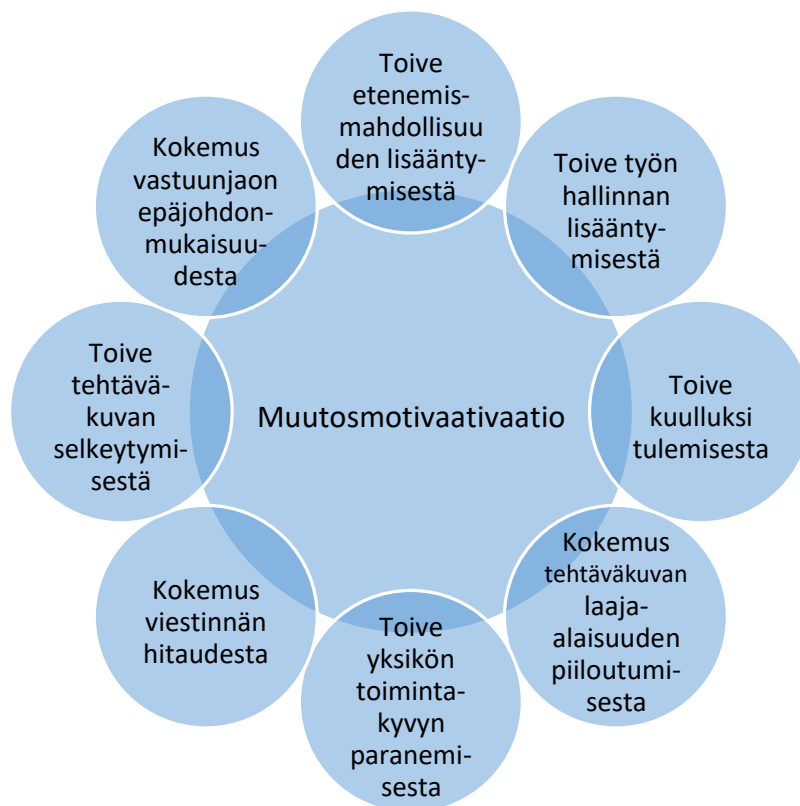 Toive
etenemis-
mahdollisuu
den lisäänty-
misestä
Toive työn
hallinnan
lisäänty-
misestä
Toive
kuulluksi
tulemisesta
Kokemus
tehtäväkuvan
laaja-
alaisuuden
piiloutumi-
sesta
Toive
yksikön
toiminta-
kyvyn
paranemi-
sesta
Kokemus
viestinnän
hitaudesta
Toive
tehtävä-
kuvan
selkeytymi-
sestä
Kokemus
vastuunjaon
epäjohdon-
mukaisuu-
desta
Muutosmotivaativaatio